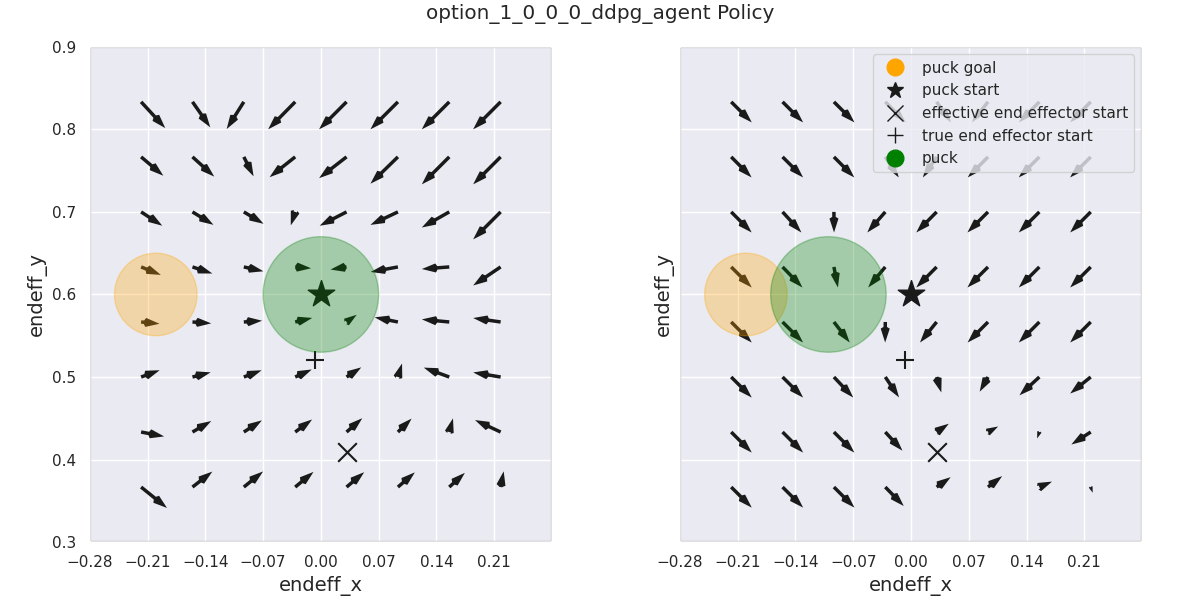 option_1_0_0_0_ddpg_agent Policy
0.9
0.8
0.7
0.6
0.5
0.4
0.3
endeff_y
−0.28 −0.21 −0.14 −0.07 0.00 0.07 0.14 0.21
endeff_x
puck goal
puck start
effective end effector start
true end effector start
puck
endeff_y
−0.28 −0.21 −0.14 −0.07 0.00 0.07 0.14 0.21
endeff_x